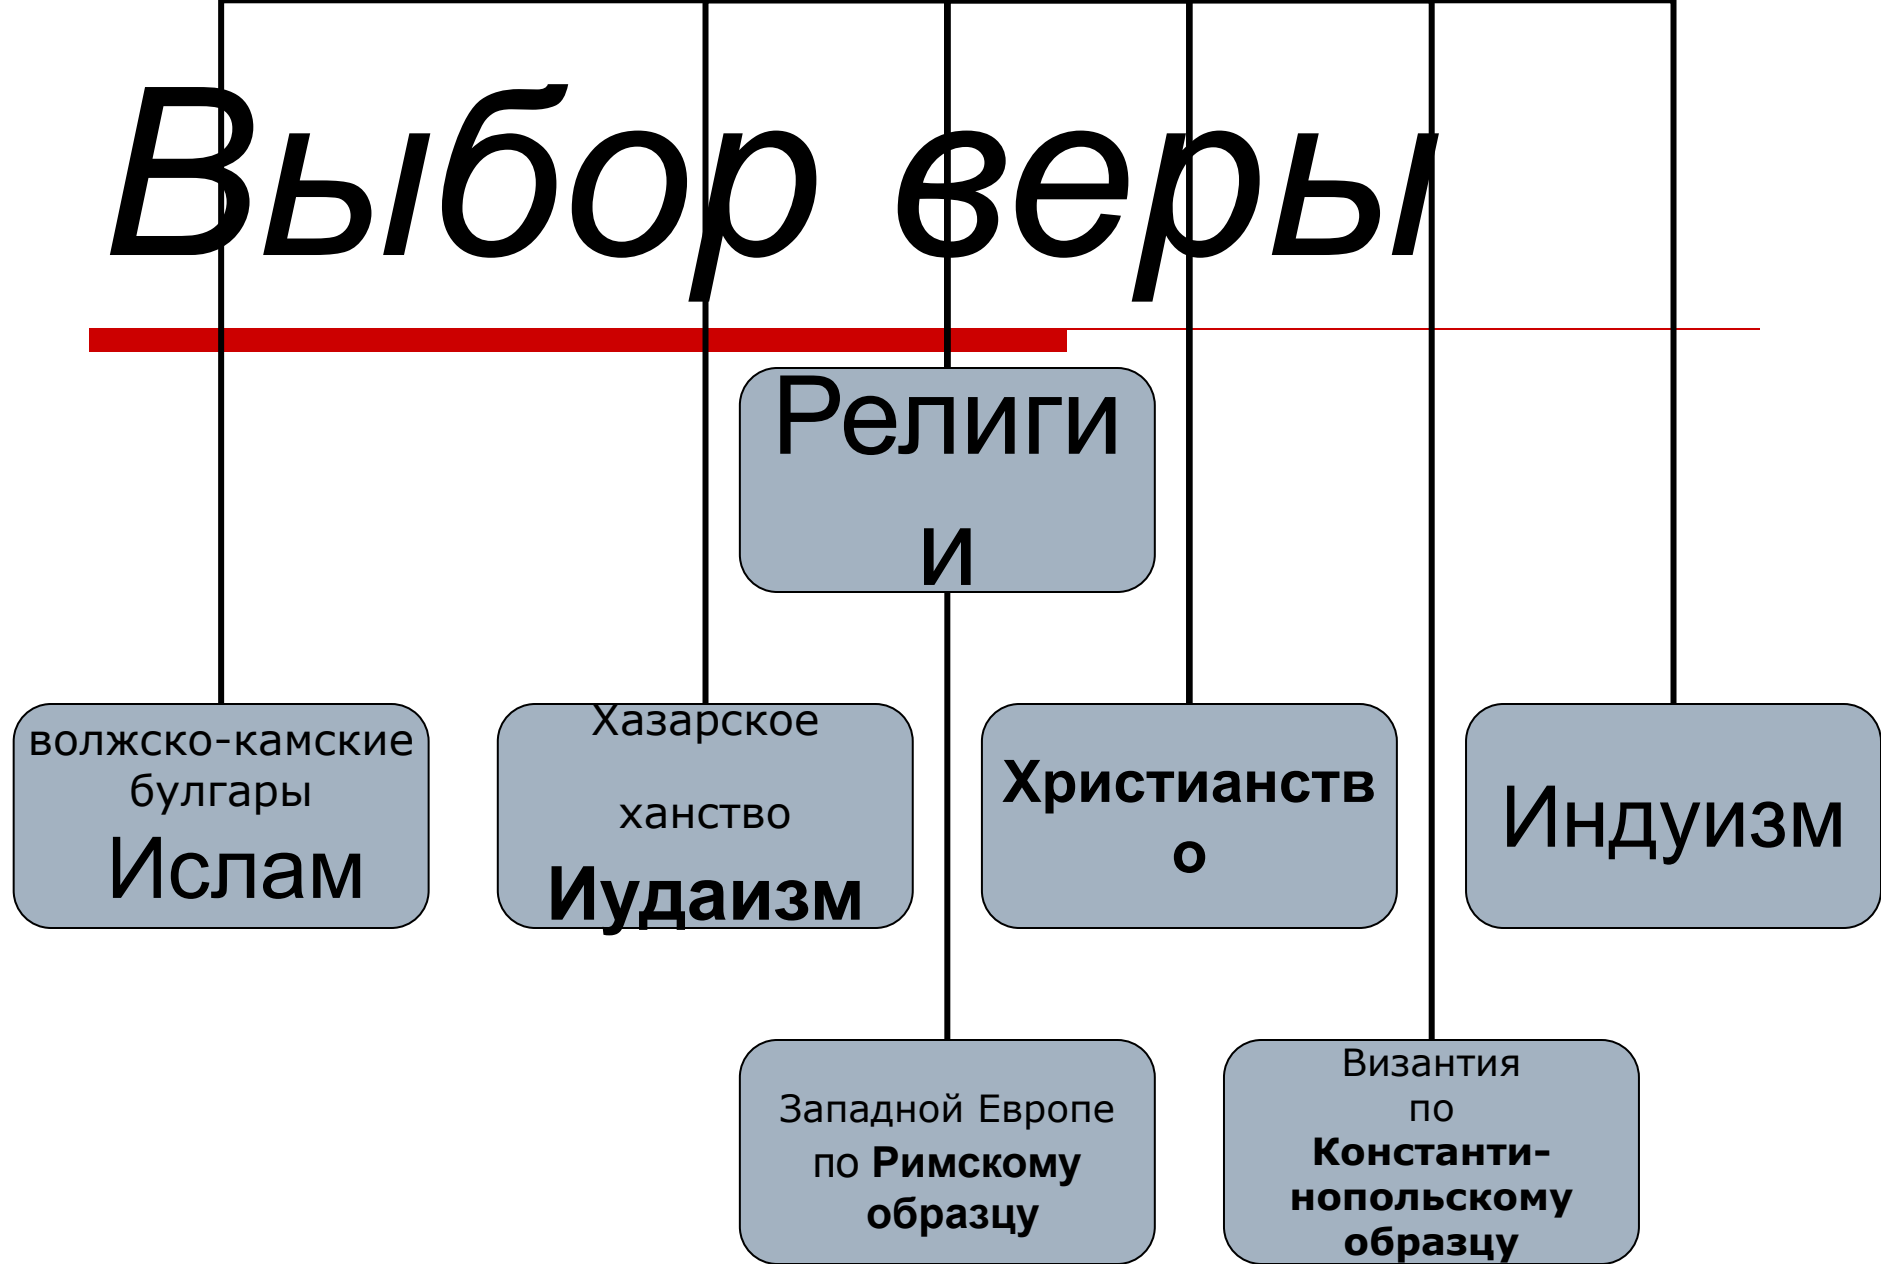 Выбор веры
Религи
и
волжско-камские
булгары
Ислам
Хазарское
ханство
Иудаизм
Христианств
о
Индуизм
Западной Европе
по Римскому
образцу
Византия
по
Константи-
нопольскому
образцу